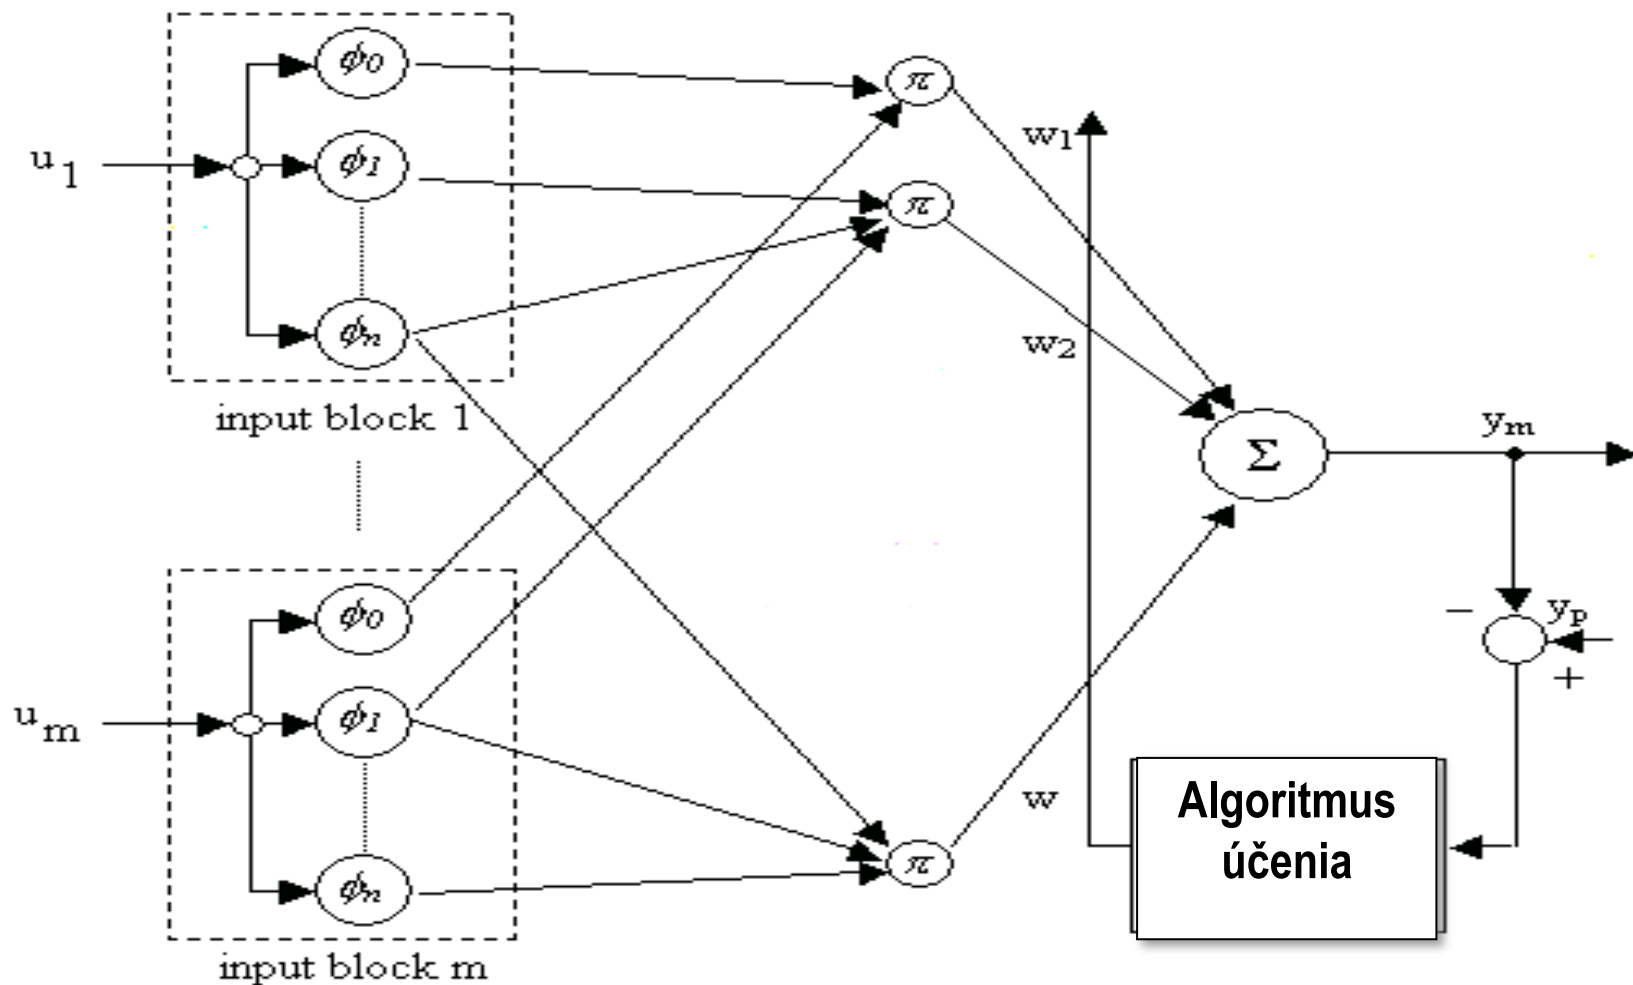 ϕ0
ϕ1
ϕn
u1
input block 1
ϕ0
ϕ1
ϕn
um
input block m
π
π
π
w1
w2
w
Σ
ym
−
yp
+
Algoritmus
účenia